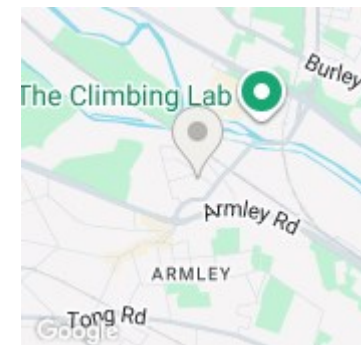 Burley
The Climbing Lab
Armley Rd
ARMLEY
Tong Rd
Google